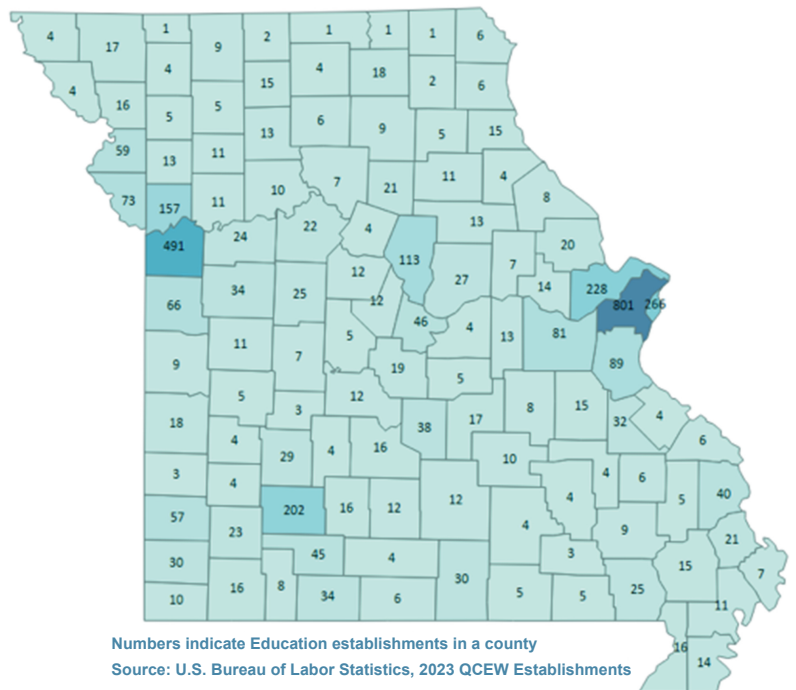 4 17 1 9 2 1 1 1 6
4 16 4 5 15 4 18 2 6
59 5 11 13 6 9 5 15
73 13 11 10 7 21 11 4 8
157 24 22 4 113 13 20
491 34 25 12 12 27 7 14 228 801 266
66 11 7 5 46 4 13 81 89
9 5 3 12 19 5 8 15 32 4 6
18 4 29 4 16 38 17 10 4 6 5 40
3 4 202 16 12 12 4 4 9 21
57 23 45 4 30 3 15 7
30 16 8 34 6 5 5 25 11
10 16 14
Numbers indicate Education establishments in a county
Source: U.S. Bureau of Labor Statistics, 2023 QCEW Establishments